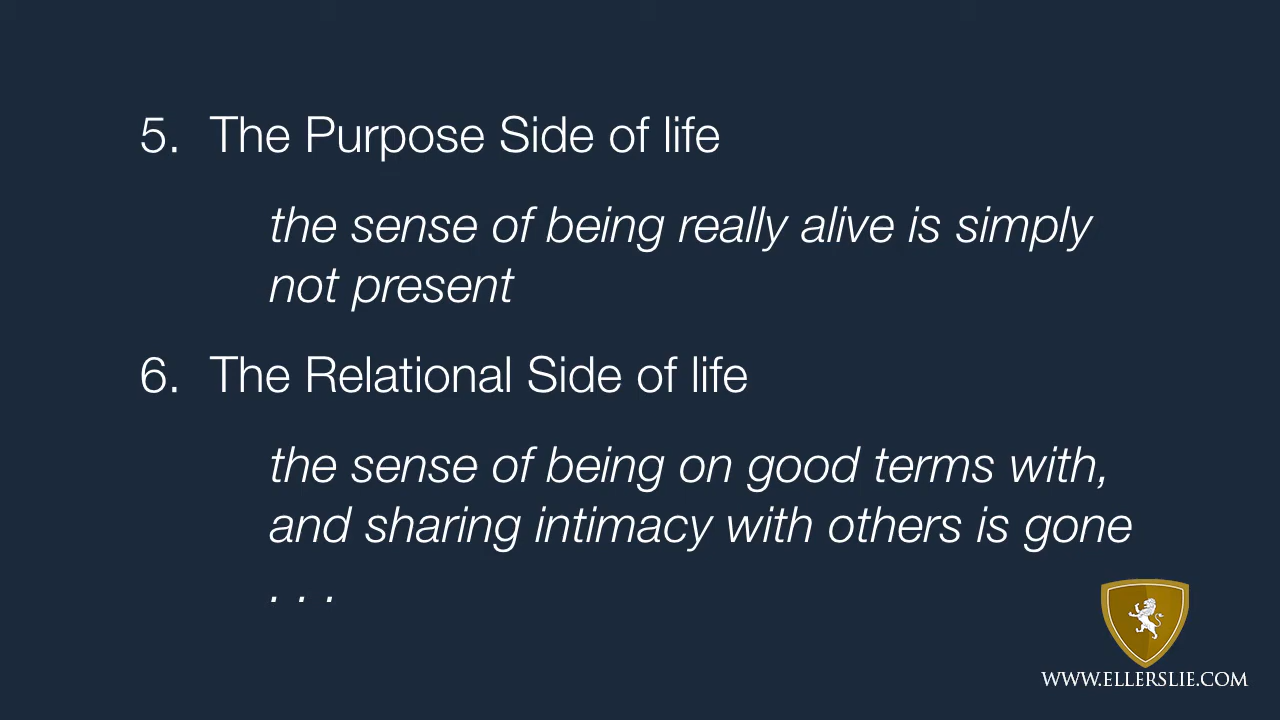 5. The Purpose Side of life
the sense of being really alive is simply
not present
6. The Relational Side of life
the sense of being on good terms with,
and sharing intimacy with others is gone
. . .
WWW.ELLERSLIE.COM